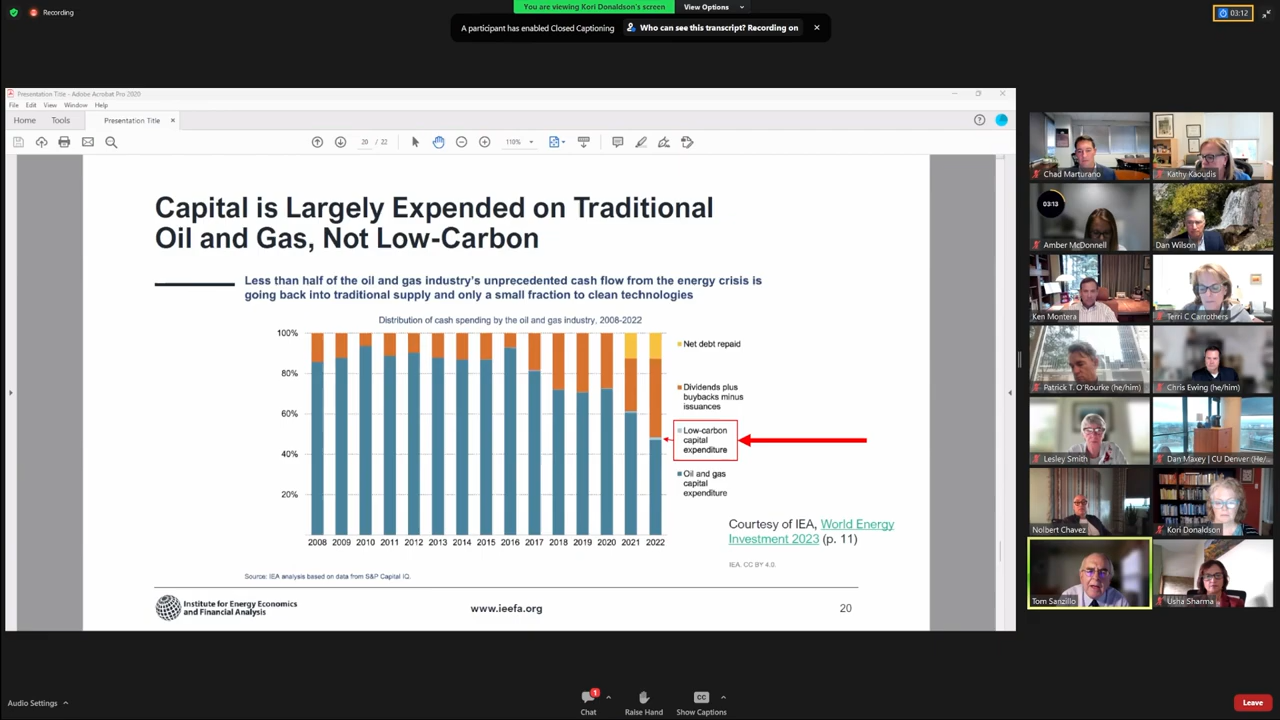 You are viewing Kori Donaldson's screen
View Options
Recording
03:12
A participant has enabled Closed Captioning
Who can see this transcript? Recording on
Presentation Title - Adobe Acrobat Pro 2020
File Edit View Window Help
Home Tools Presentation Title
20 / 22
110%
Capital is Largely Expended on Traditional
Oil and Gas, Not Low-Carbon
Less than half of the oil and gas industry's unprecedented cash flow from the energy crisis is
going back into traditional supply and only a small fraction to clean technologies
Distribution of cash spending by the oil and gas industry, 2008-2022
100%
80%
60%
40%
20%
2008 2009 2010 2011 2012 2013 2014 2015 2016 2017 2018 2019 2020 2021 2022
Net debt repaid
Dividends plus
buybacks minus
issuances
Low-carbon
capital
expenditure
Oil and gas
capital
expenditure
Courtesy of IEA, World Energy
Investment 2023 (p. 11)
IEA. CC BY 4.0.
Source: IEA analysis based on data from S&P Capital IQ.
Institute for Energy Economics
and Financial Analysis
www.ieefa.org
20
Chad Marturano
Kathy Kaoudis
03:13
Amber McDonnell
Dan Wilson
Ken Montera
Terri C Carrothers
Patrick T. O'Rourke (he/him)
Chris Ewing (he/him)
Lesley Smith
Dan Maxey | CU Denver (He/...
Nolbert Chavez
Kori Donaldson
Tom Sanzillo
Usha Sharma
Audio Settings
1
Chat
Raise Hand
CC
Show Captions
Leave